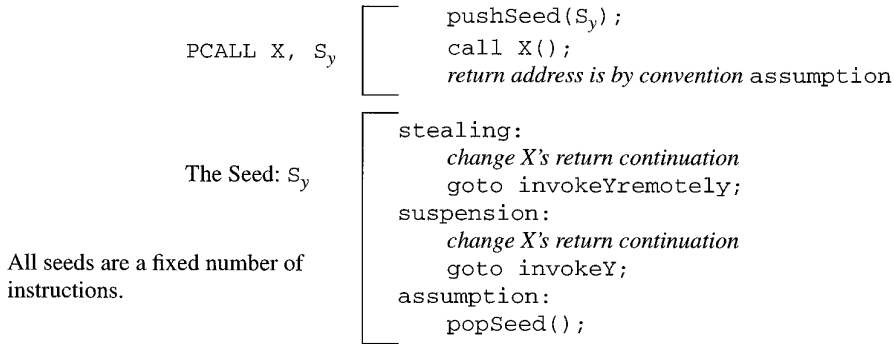 pushSeed(Sy);
PCALL X, Sy
call X();
return address is by convention assumption
stealing:
change X's return continuation
The Seed: Sy
goto invokeYremotely;
suspension:
change X's return continuation
All seeds are a fixed number of
goto invokeY;
instructions.
assumption:
popSeed();